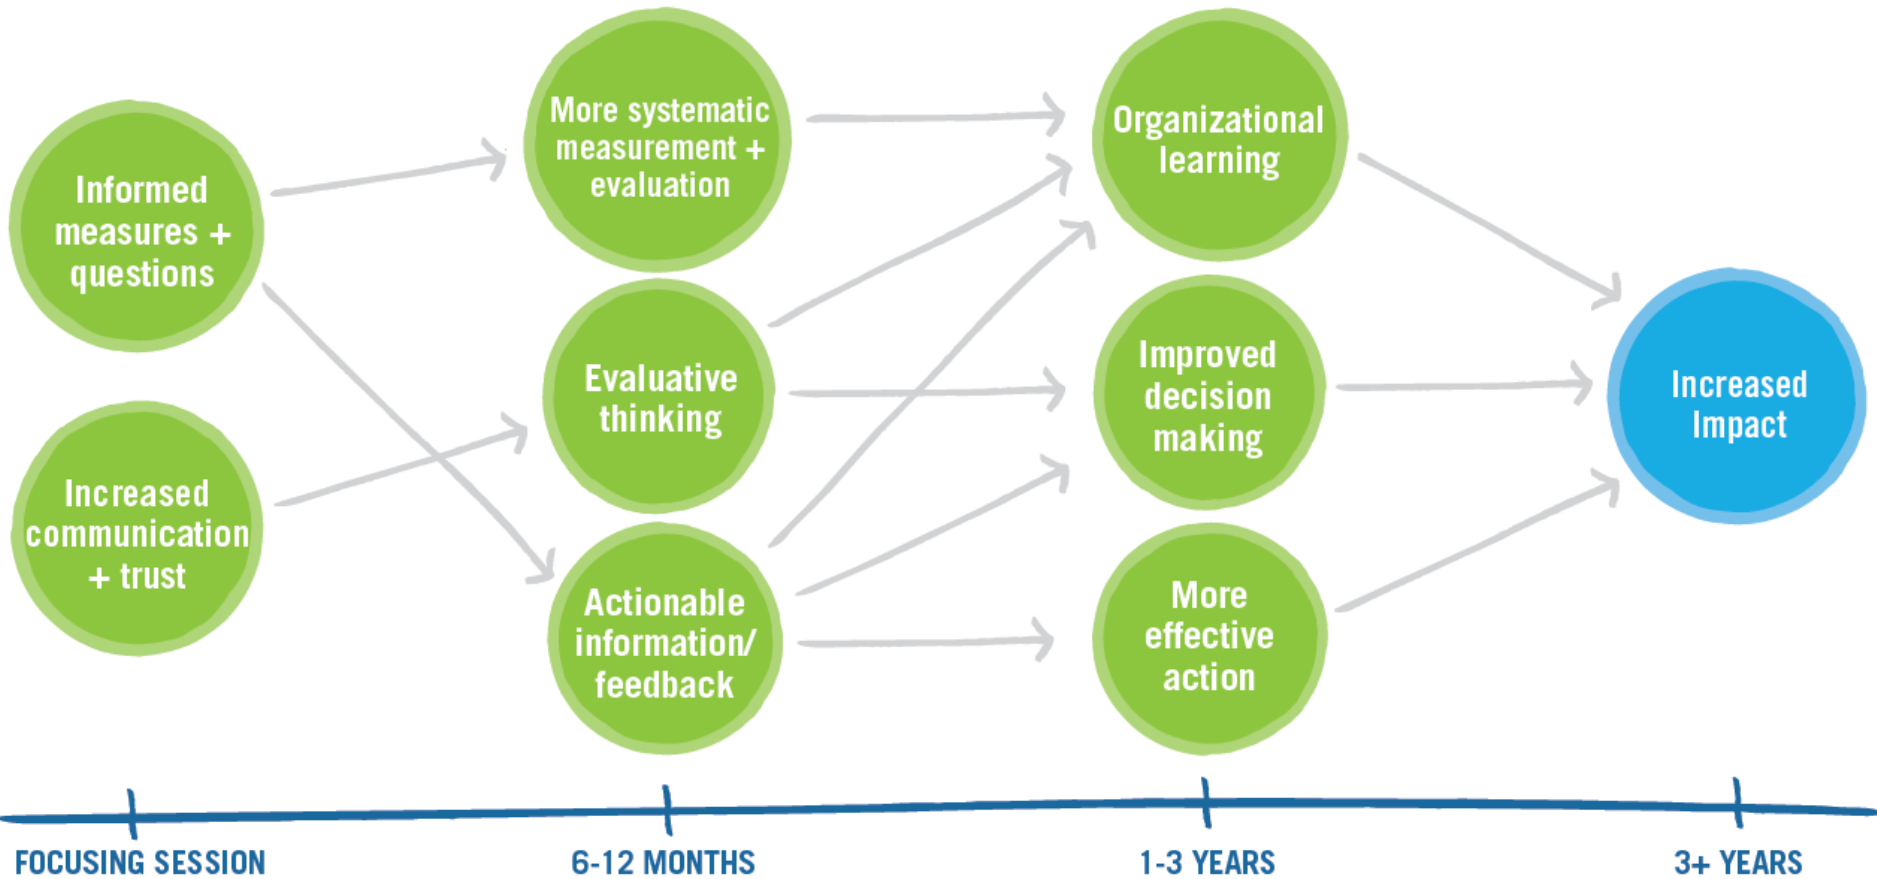 Informed
measures +
questions
Increased
communication
+ trust
More systematic
measurement +
evaluation
Evaluative
thinking
Actionable
information/
feedback
Organizational
learning
Improved
decision
making
More
effective
action
Increased
Impact
FOCUSING SESSION
6-12 MONTHS
1-3 YEARS
3+ YEARS